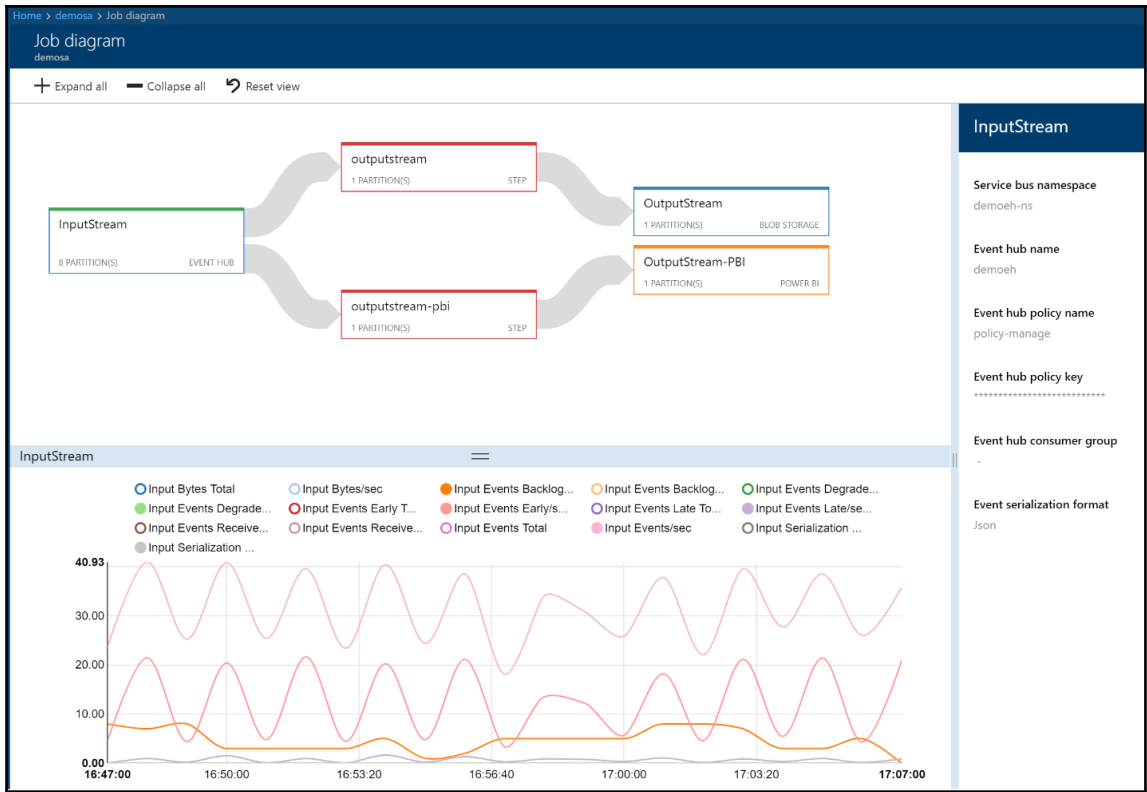 Home > demosa > Job diagram
Job diagram
demosa
Expand all
Collapse all
Reset view
InputStream
8 PARTITION(S)
EVENT HUB
outputstream
1 PARTITION(S)
STEP
outputstream-pbi
1 PARTITION(S)
STEP
OutputStream
1 PARTITION(S)
BLOB STORAGE
OutputStream-PBI
1 PARTITION(S)
POWER BI
InputStream
Service bus namespace
demoeh-ns
Event hub name
demoeh
Event hub policy name
policy-manage
Event hub policy key
***************************
Event hub consumer group
-
Event serialization format
Json
InputStream
Input Bytes Total
Input Bytes/sec
Input Events Backlog...
Input Events Backlog...
Input Events Degrade...
Input Events Degrade...
Input Events Early T...
Input Events Early/s...
Input Events Late To...
Input Events Late/se...
Input Events Receive...
Input Events Receive...
Input Events Total
Input Events/sec
Input Serialization ...
Input Serialization ...
40.93
30.00
20.00
10.00
0.00
16:47:00
16:50:00
16:53:20
16:56:40
17:00:00
17:03:20
17:07:00